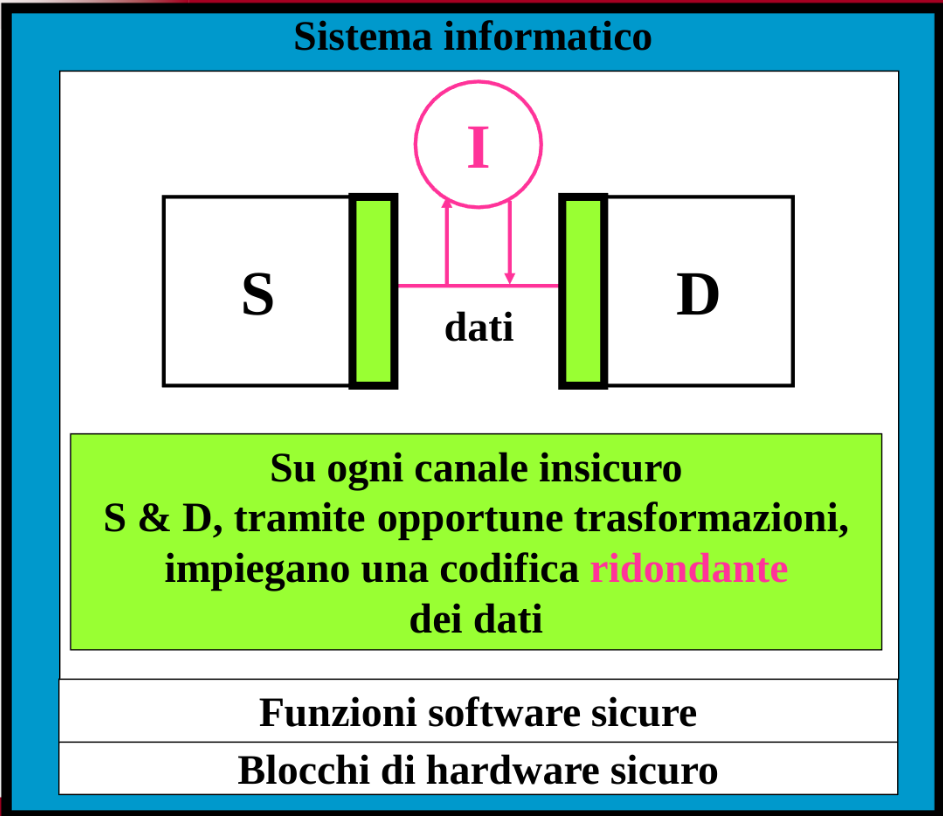 Sistema informatico
I
S
D
dati
Su ogni canale insicuro
S & D, tramite opportune trasformazioni,
impiegano una codifica ridondante
dei dati
Funzioni software sicure
Blocchi di hardware sicuro